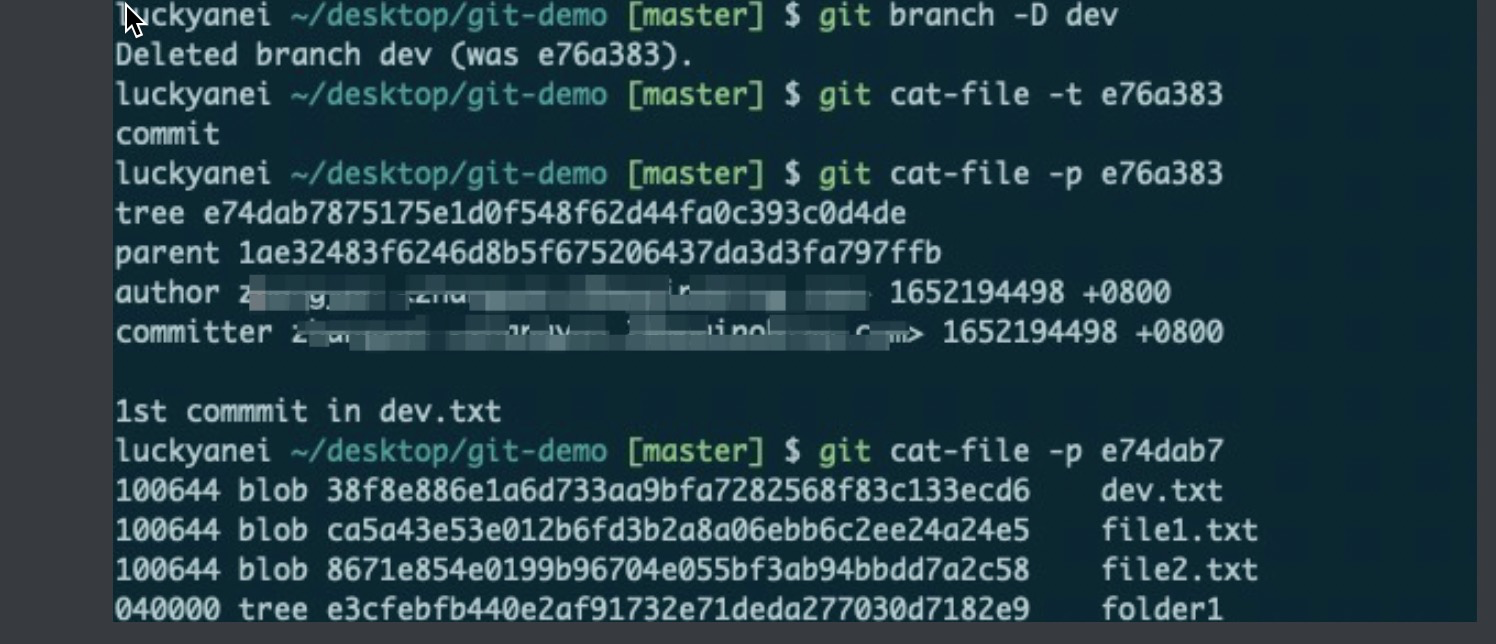 luckyanei ~/desktop/git-demo [master] $ git branch -D dev
Deleted branch dev (was e76a383).
luckyanei ~/desktop/git-demo [master] $ git cat-file -t e76a383
commit
luckyanei ~/desktop/git-demo [master] $ git cat-file -p e76a383
tree e74dab7875175e1d0f548f62d44fa0c393c0d4de
parent 1ae32483f6246d8b5f675206437da3d3fa797ffb
author 1652194498 +0800
committer 1652194498 +0800
1st commmit in dev.txt
luckyanei ~/desktop/git-demo [master] $ git cat-file -p e74dab7
100644 blob 38f8e886e1a6d733aa9bfa7282568f83c133ecd6 dev.txt
100644 blob ca5a43e53e012b6fd3b2a8a06ebb6c2ee24a24e5 file1.txt
100644 blob 8671e854e0199b96704e055bf3ab94bbdd7a2c58 file2.txt
040000 tree e3cfebfb440e2af91732e71deda277030d7182e9 folder1